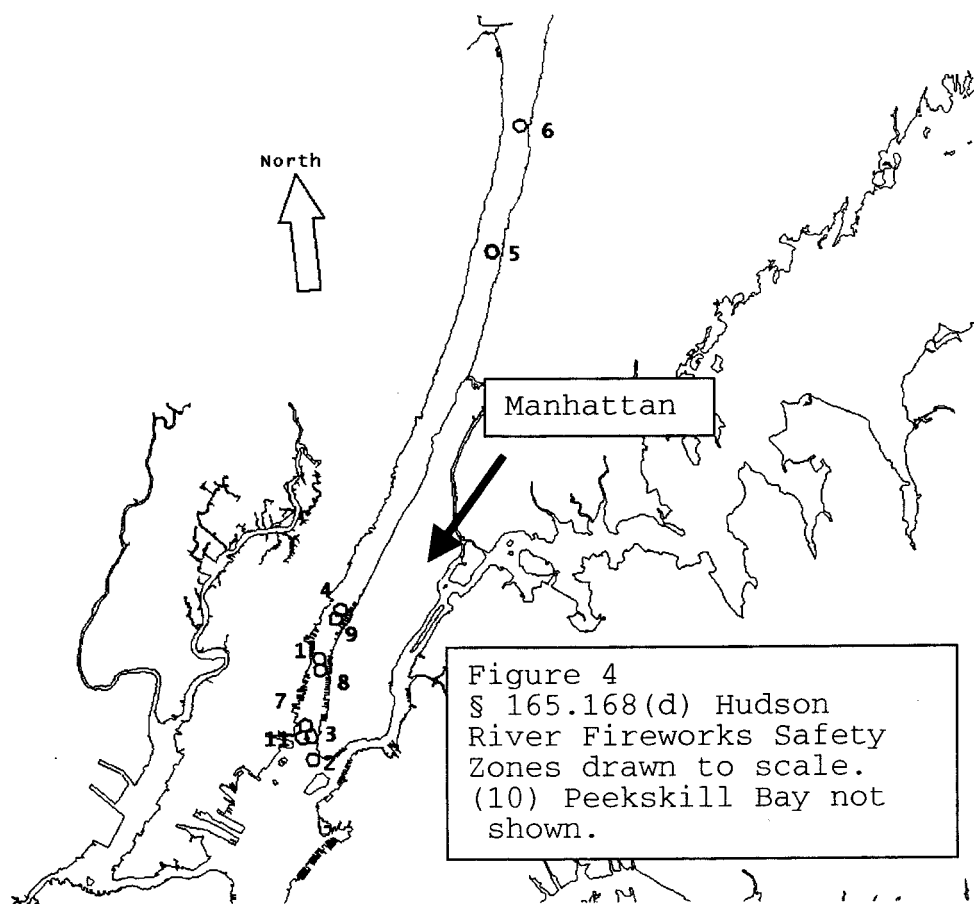 6
North
5
Manhattan
4
9
1
8
7
3
11
2
Figure 4
§ 165.168(d) Hudson
River Fireworks Safety
Zones drawn to scale.
(10) Peekskill Bay not
shown.